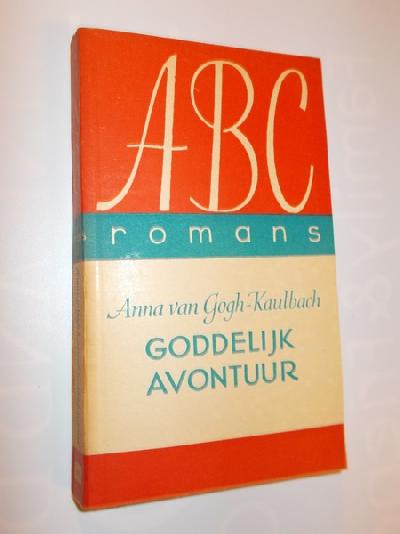 ABC
romans
Anna van Gogh-Kaulbach
GODDELIJK
AVONTUUR